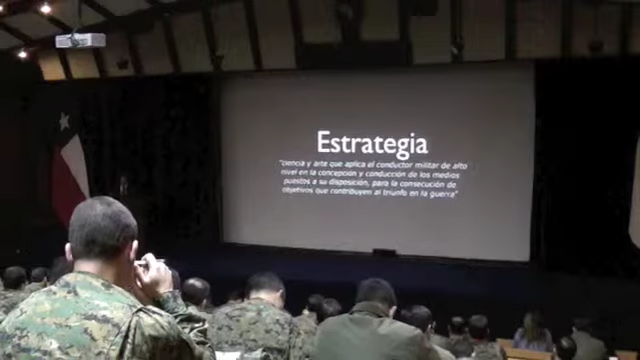 Estrategia
"ciencia y arte que aplica el conductor militar de alto
nivel en la concepción y conducción de los medios
puestos a su disposición, para la consecución de
objetivos que contribuyen al triunfo en la guerra"